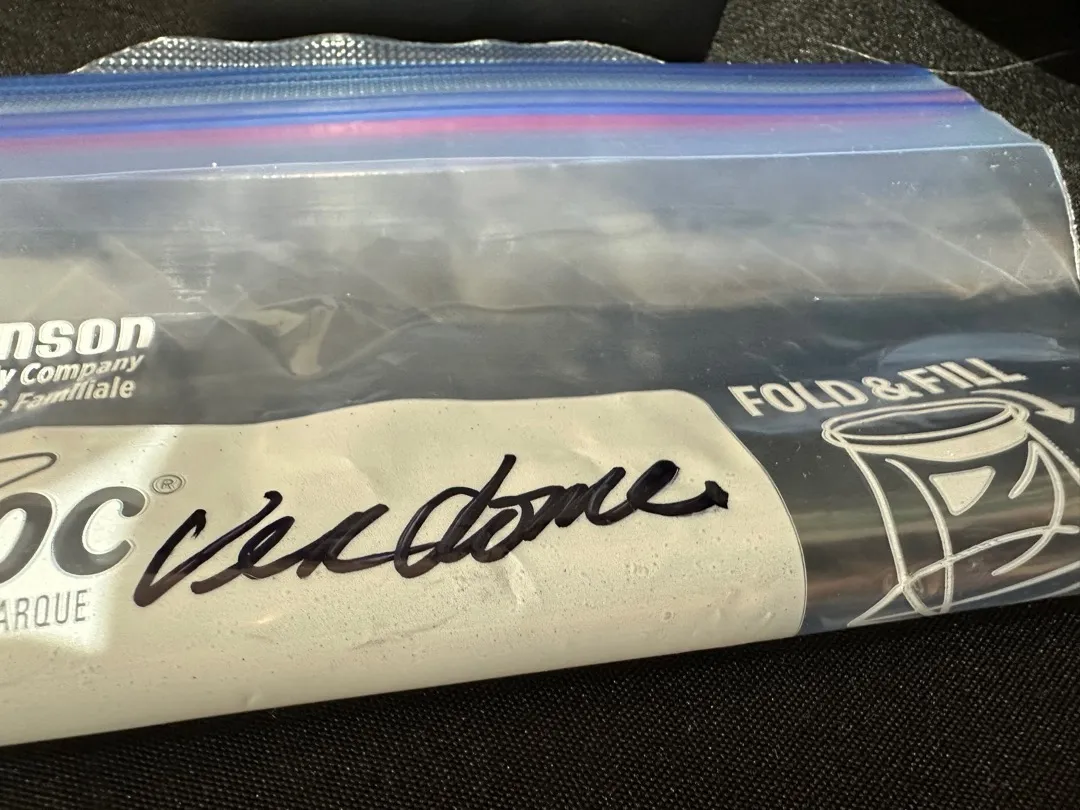 nson
y Company
e Familiale
FOLD & FILL
oc®
ARQUE
Vendome